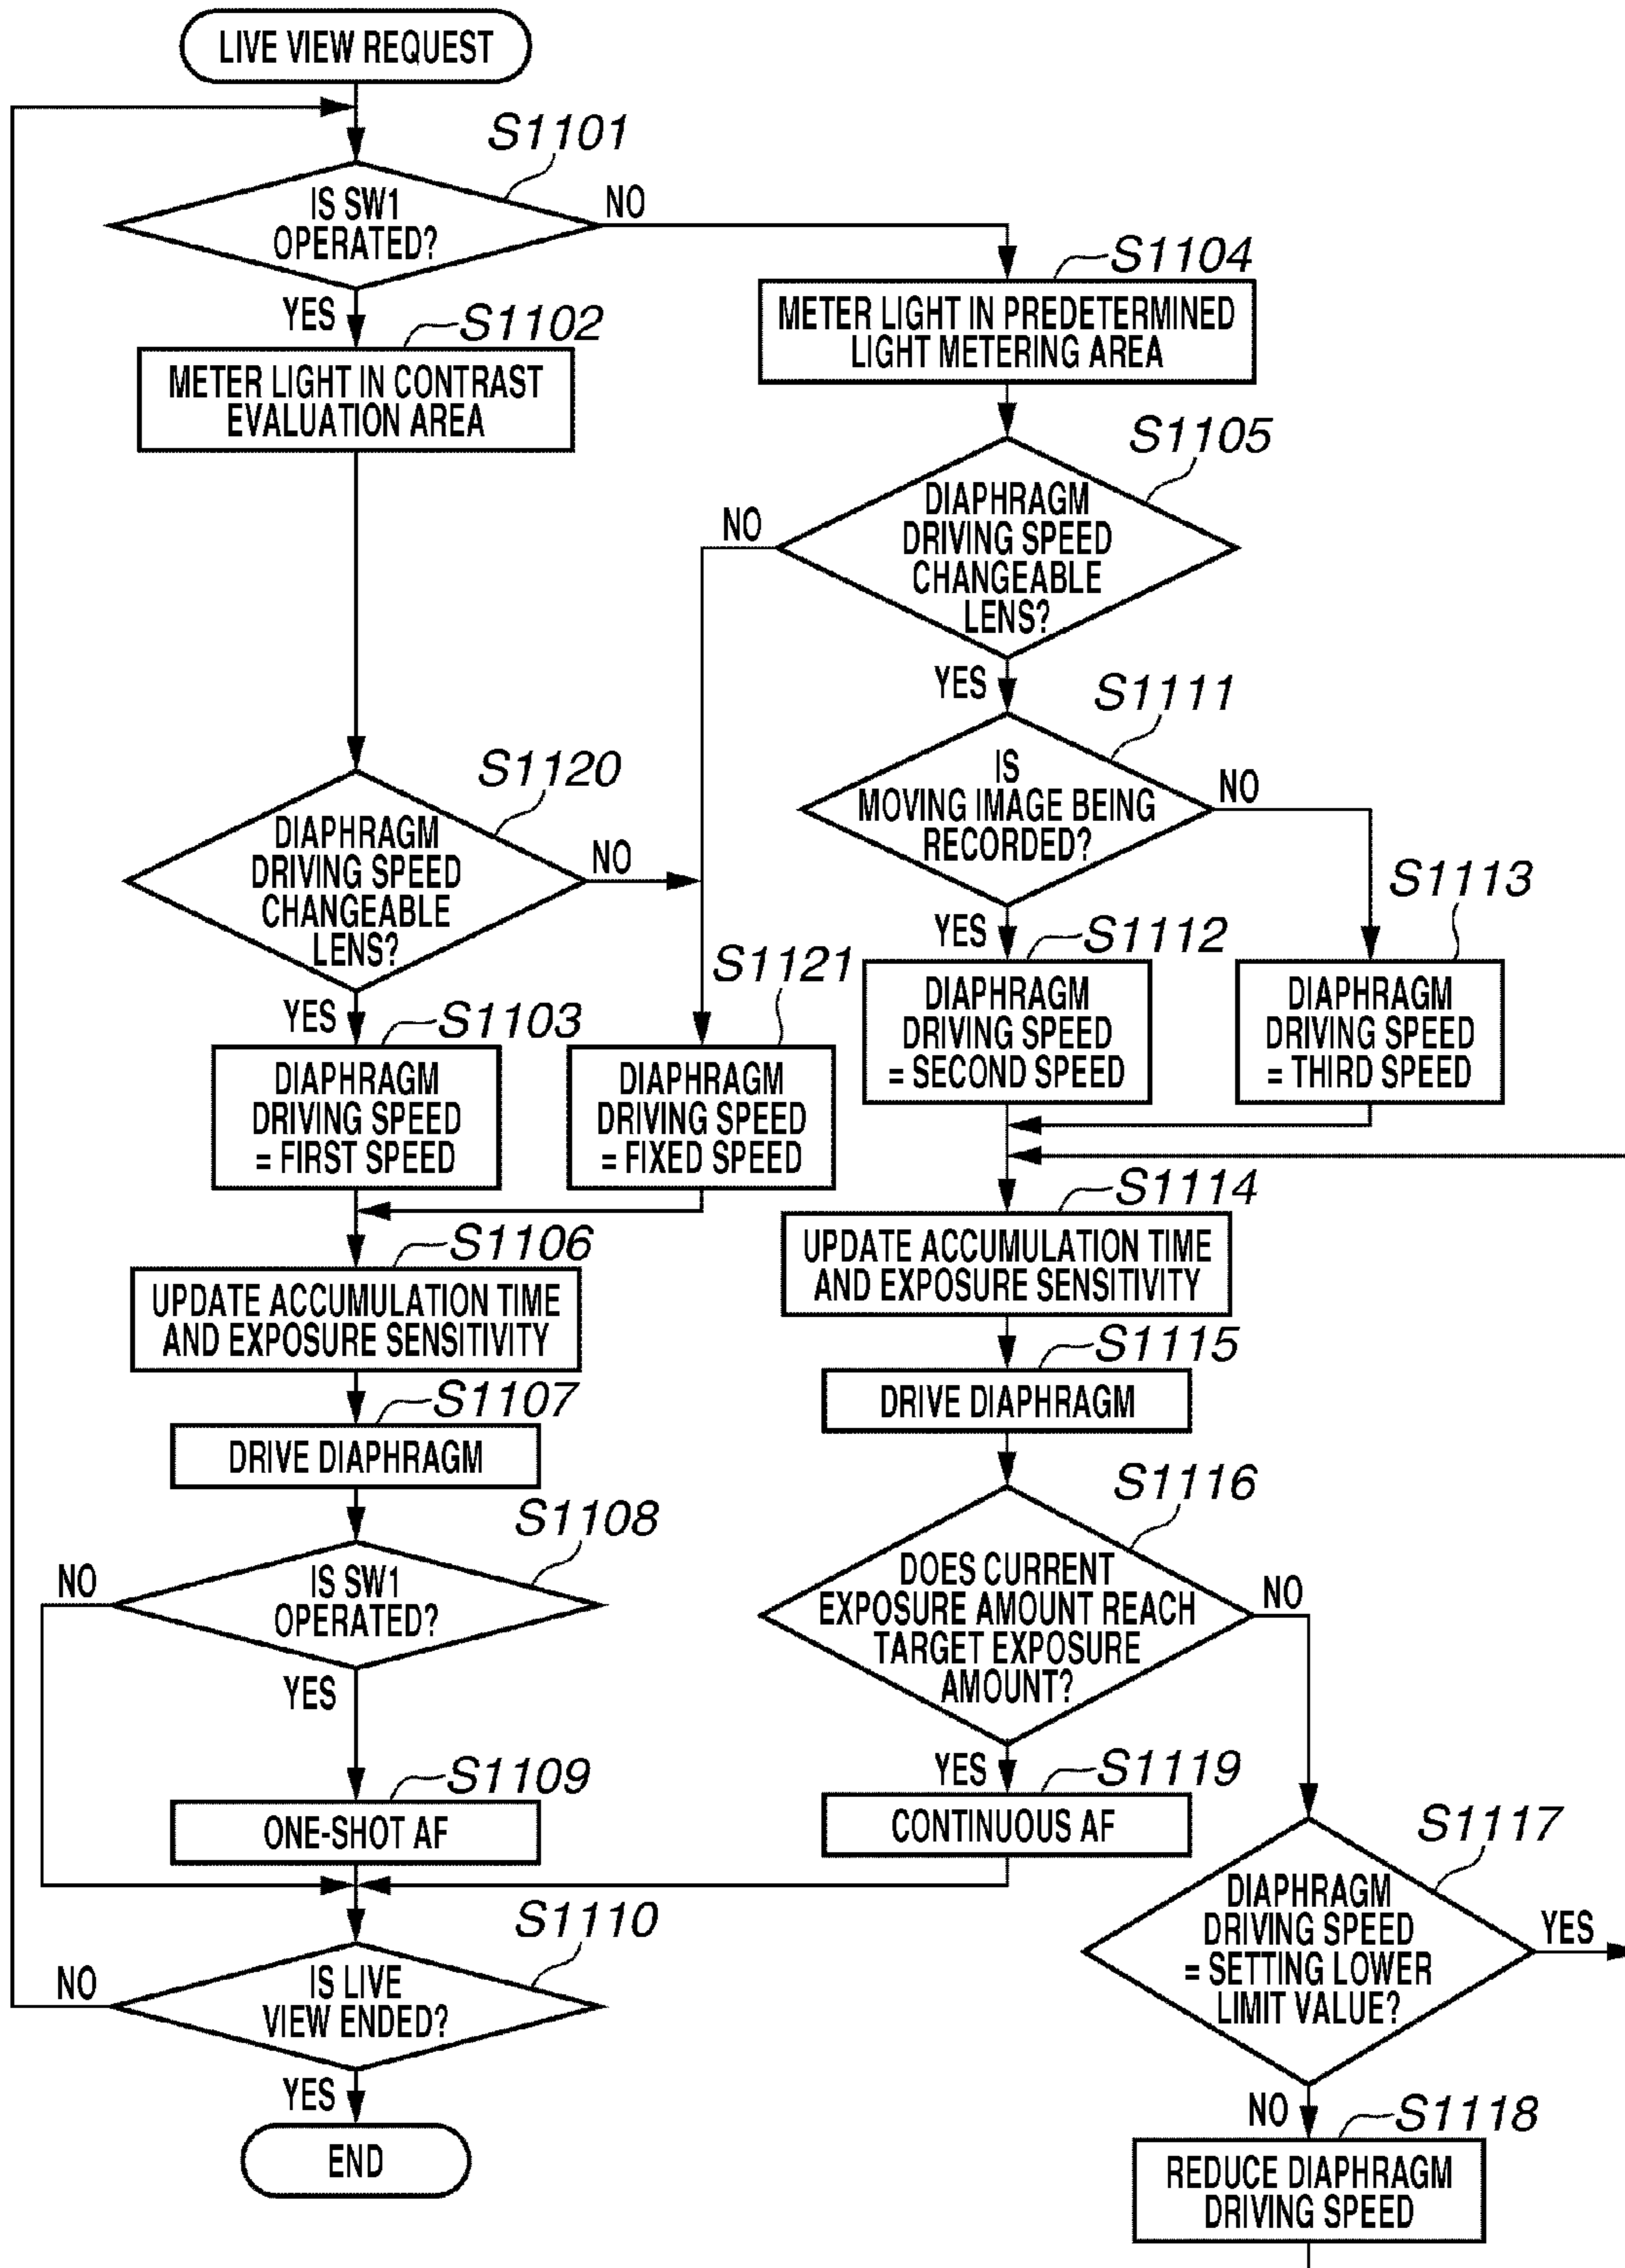 LIVE VIEW REQUEST
S1101
IS SW1
OPERATED?
NO
YES
S1102
METER LIGHT IN CONTRAST
EVALUATION AREA
S1104
METER LIGHT IN PREDETERMINED
LIGHT METERING AREA
S1105
DIAPHRAGM
DRIVING SPEED
CHANGEABLE
LENS?
NO
YES
S1111
IS
MOVING IMAGE BEING
RECORDED?
NO
YES
S1120
DIAPHRAGM
DRIVING SPEED
CHANGEABLE
LENS?
NO
YES
S1103
DIAPHRAGM
DRIVING SPEED
= FIRST SPEED
S1121
DIAPHRAGM
DRIVING SPEED
= FIXED SPEED
S1112
DIAPHRAGM
DRIVING SPEED
= SECOND SPEED
S1113
DIAPHRAGM
DRIVING SPEED
= THIRD SPEED
S1106
UPDATE ACCUMULATION TIME
AND EXPOSURE SENSITIVITY
S1107
DRIVE DIAPHRAGM
S1108
IS SW1
OPERATED?
NO
YES
S1109
ONE-SHOT AF
S1110
IS LIVE
VIEW ENDED?
NO
YES
END
S1114
UPDATE ACCUMULATION TIME
AND EXPOSURE SENSITIVITY
S1115
DRIVE DIAPHRAGM
S1116
DOES CURRENT
EXPOSURE AMOUNT REACH
TARGET EXPOSURE
AMOUNT?
NO
YES
S1119
CONTINUOUS AF
S1117
DIAPHRAGM
DRIVING SPEED
= SETTING LOWER
LIMIT VALUE?
YES
NO
S1118
REDUCE DIAPHRAGM
DRIVING SPEED